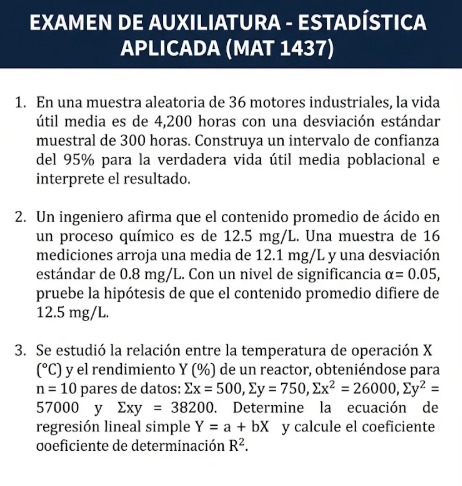 EXAMEN DE AUXILIATURA - ESTADÍSTICA
APLICADA (MAT 1437)
1. En una muestra aleatoria de 36 motores industriales, la vida
útil media es de 4,200 horas con una desviación estándar
muestral de 300 horas. Construya un intervalo de confianza
del 95% para la verdadera vida útil media poblacional e
interprete el resultado.
2. Un ingeniero afirma que el contenido promedio de ácido en
un proceso químico es de 12.5 mg/L. Una muestra de 16
mediciones arroja una media de 12.1 mg/L y una desviación
estándar de 0.8 mg/L. Con un nivel de significancia α= 0.05,
pruebe la hipótesis de que el contenido promedio difiere de
12.5 mg/L.
3. Se estudió la relación entre la temperatura de operación X
(°C) y el rendimiento Y (%) de un reactor, obteniéndose para
n = 10 pares de datos: Σx = 500, Σy = 750, Σx² = 26000, Σy² =
57000 y Σxy = 38200. Determine la ecuación de
regresión lineal simple Y = a + bX y calcule el coeficiente
ooeficiente de determinación R².